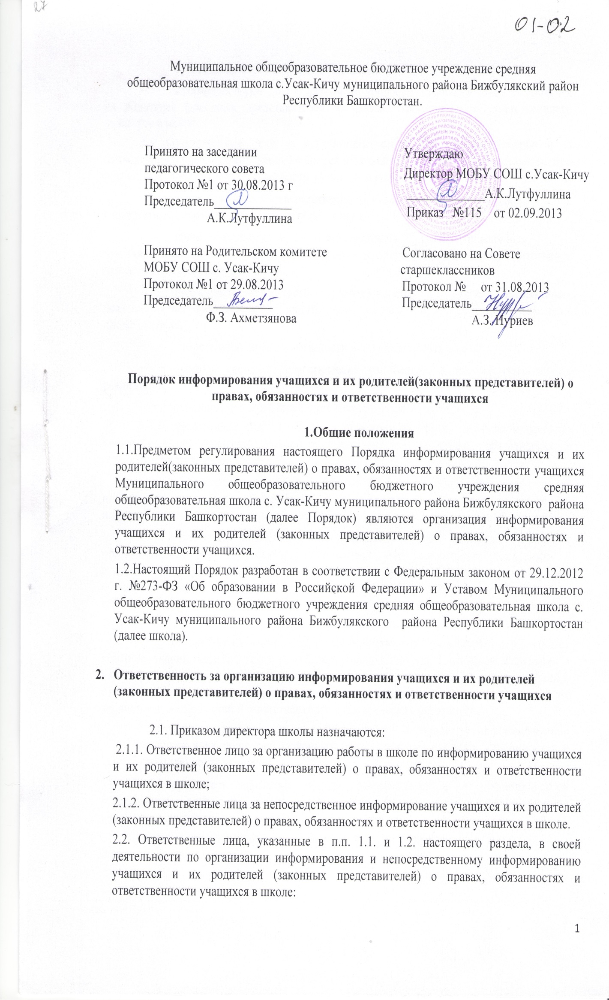 27
01-02
Муниципальное общеобразовательное бюджетное учреждение средняя
общеобразовательная школа с.Усак-Кичу муниципального района Бижбулякский район
Республики Башкортостан.
Принято на заседании
педагогического совета
Протокол №1 от 30.08.2013 г
Председатель_____________
А.К.Лутфуллина
Утверждаю
Директор МОБУ СОШ с.Усак-Кичу
_____________А.К.Лутфуллина
Приказ №115 от 02.09.2013
Принято на Родительском комитете
МОБУ СОШ с. Усак-Кичу
Протокол №1 от 29.08.2013
Председатель__________
Ф.З. Ахметзянова
Согласовано на Совете
старшеклассников
Протокол № от 31.08.2013
Председатель__________
А.З. Нуриев
Порядок информирования учащихся и их родителей(законных представителей) о
правах, обязанностях и ответственности учащихся
1.Общие положения
1.1.Предметом регулирования настоящего Порядка информирования учащихся и их
родителей(законных представителей) о правах, обязанностях и ответственности учащихся
Муниципального общеобразовательного бюджетного учреждения средняя
общеобразовательная школа с. Усак-Кичу муниципального района Бижбулякского района
Республики Башкортостан (далее Порядок) являются организация информирования
учащихся и их родителей (законных представителей) о правах, обязанностях и
ответственности учащихся.
1.2.Настоящий Порядок разработан в соответствии с Федеральным законом от 29.12.2012
г. №273-ФЗ «Об образовании в Российской Федерации» и Уставом Муниципального
общеобразовательного бюджетного учреждения средняя общеобразовательная школа с.
Усак-Кичу муниципального района Бижбулякского района Республики Башкортостан
(далее школа).
2. Ответственность за организацию информирования учащихся и их родителей
(законных представителей) о правах, обязанностях и ответственности учащихся
2.1. Приказом директора школы назначаются:
2.1.1. Ответственное лицо за организацию работы в школе по информированию учащихся
и их родителей (законных представителей) о правах, обязанностях и ответственности
учащихся в школе;
2.1.2. Ответственные лица за непосредственное информирование учащихся и их родителей
(законных представителей) о правах, обязанностях и ответственности учащихся в школе.
2.2. Ответственные лица, указанные в п.п. 1.1. и 1.2. настоящего раздела, в своей
деятельности по организации информирования и непосредственному информированию
учащихся и их родителей (законных представителей) о правах, обязанностях и
ответственности учащихся в школе:
1